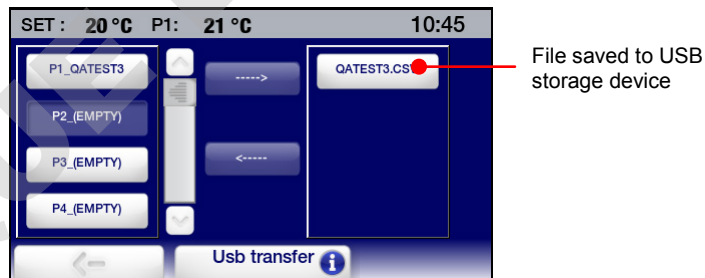 SET : 20 °C P1: 21 °C 10:45
P1_QATEST3
P2_(EMPTY)
P3_(EMPTY)
P4_(EMPTY)
----->
<-----
QATEST3.CSV
File saved to USB
storage device
Usb transfer